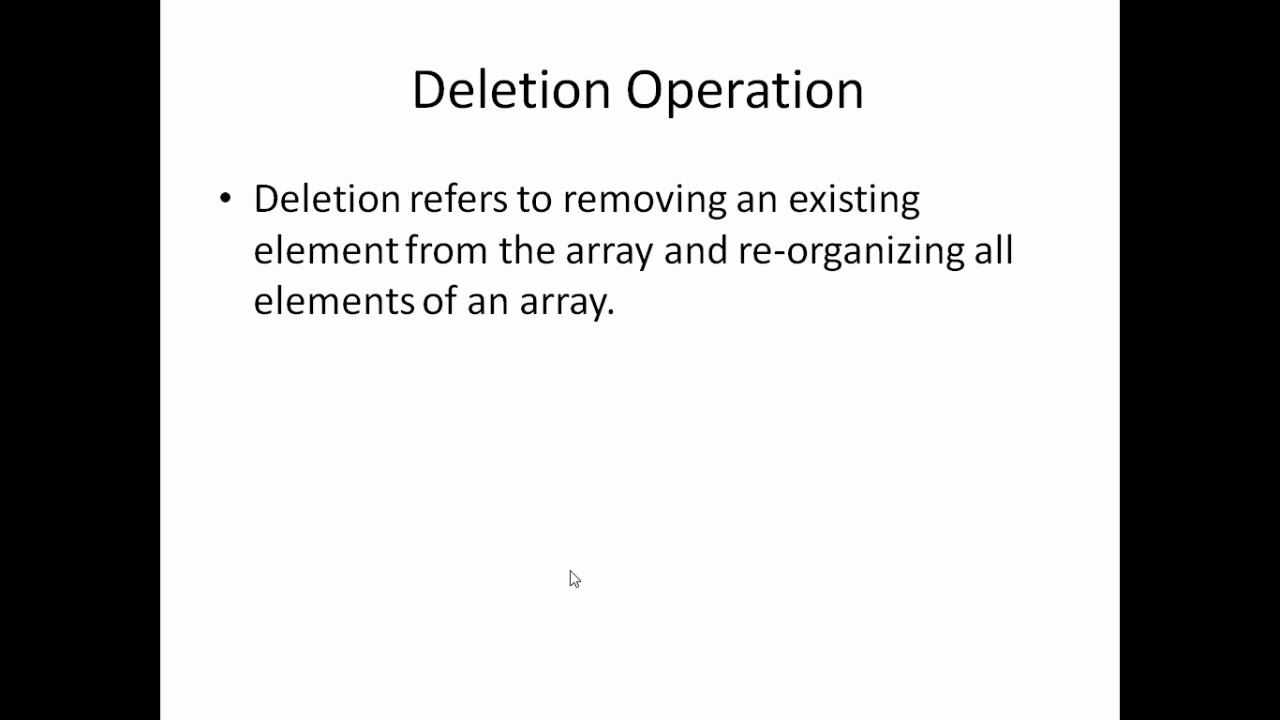 Deletion Operation
• Deletion refers to removing an existing
element from the array and re-organizing all
elements of an array.